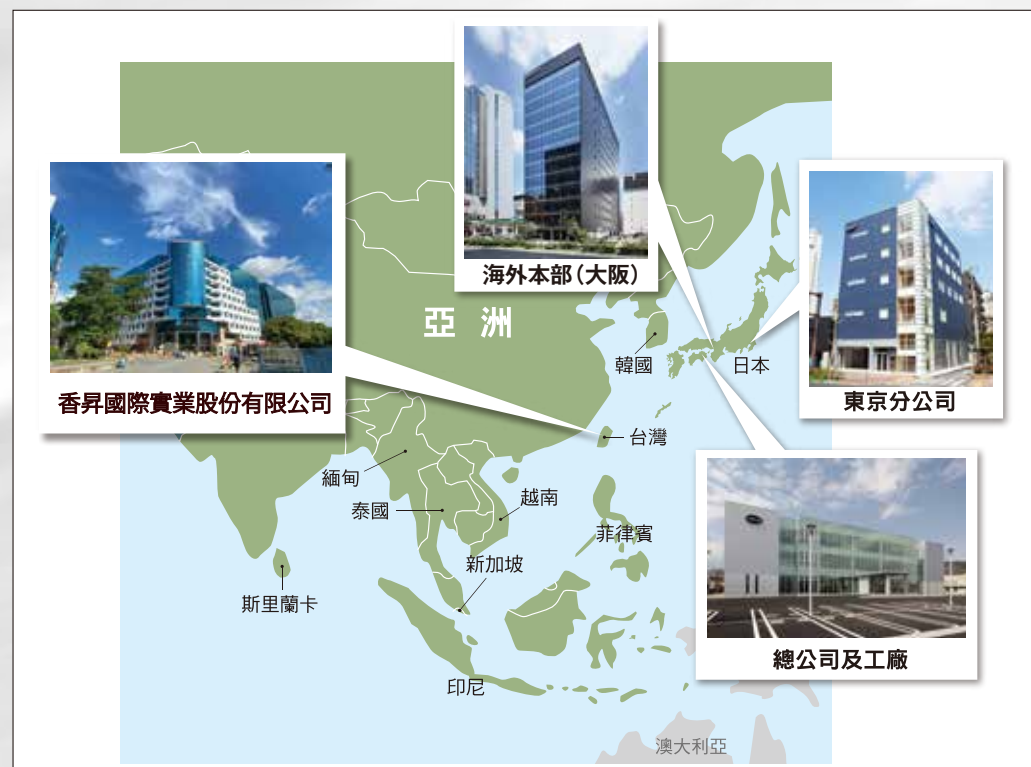 海外本部(大阪)
香昇國際實業股份有限公司
東京分公司
總公司及工廠
亞洲
韓國
日本
台灣
緬甸
泰國
越南
菲律賓
新加坡
斯里蘭卡
印尼
澳大利亞